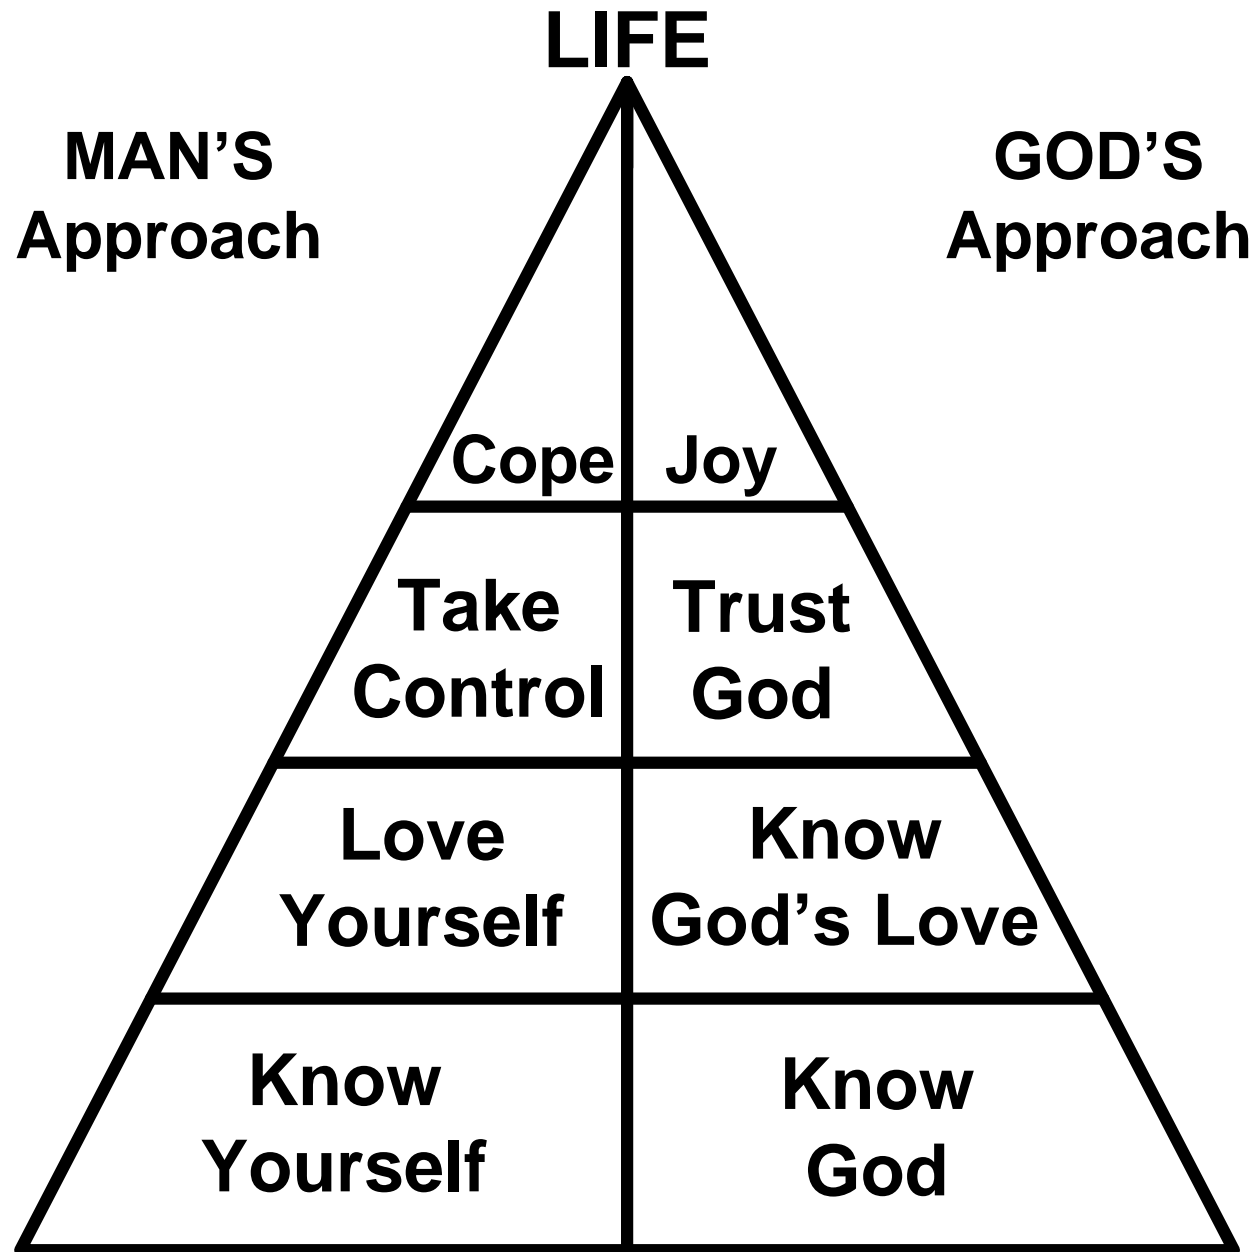 LIFE
MAN’S
Approach
GOD’S
Approach
Cope
Joy
Take
Control
Trust
God
Love
Yourself
Know
God’s Love
Know
Yourself
Know
God